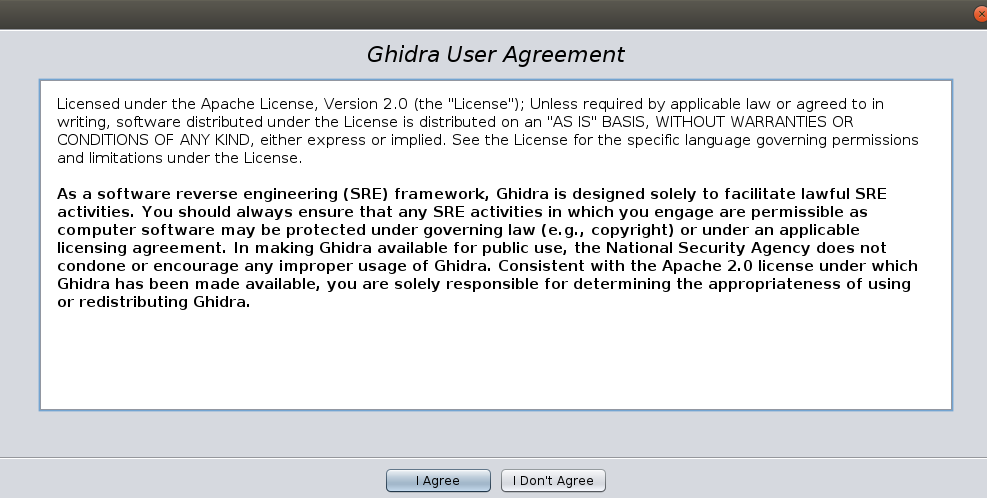 Ghidra User Agreement
Licensed under the Apache License, Version 2.0 (the "License"); Unless required by applicable law or agreed to in
writing, software distributed under the License is distributed on an "AS IS" BASIS, WITHOUT WARRANTIES OR
CONDITIONS OF ANY KIND, either express or implied. See the License for the specific language governing permissions
and limitations under the License.
As a software reverse engineering (SRE) framework, Ghidra is designed solely to facilitate lawful SRE
activities. You should always ensure that any SRE activities in which you engage are permissible as
computer software may be protected under governing law (e.g., copyright) or under an applicable
licensing agreement. In making Ghidra available for public use, the National Security Agency does not
condone or encourage any improper usage of Ghidra. Consistent with the Apache 2.0 license under which
Ghidra has been made available, you are solely responsible for determining the appropriateness of using
or redistributing Ghidra.
I Agree
I Don't Agree